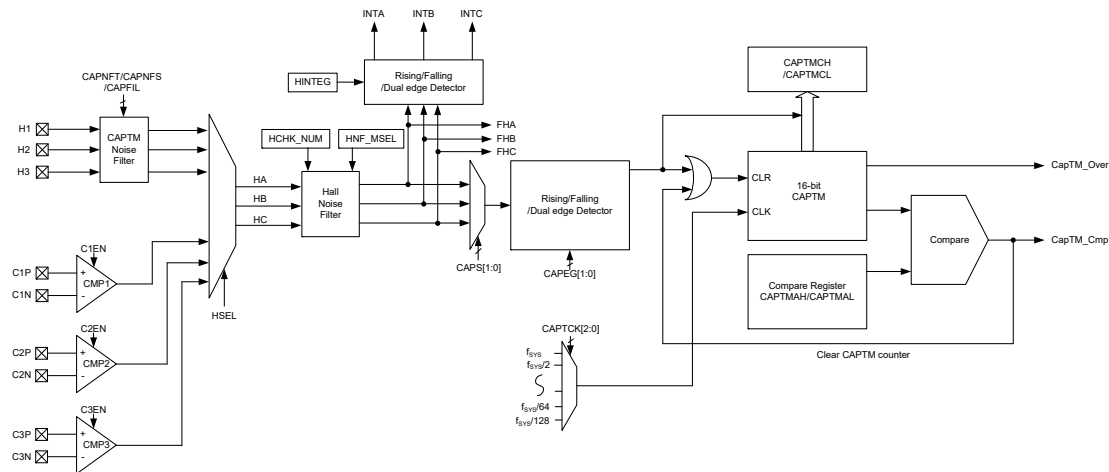 INTA
INTB
INTC
CAPNFT/CAPNFS
/CAPFIL
HINTEG
Rising/Falling
/Dual edge Detector
CAPTMCH
/CAPTMCL
H1
H2
H3
CAPTM
Noise
Filter
HCHK_NUM
HNF_MSEL
FHA
FHB
FHC
HA
HB
HC
Hall
Noise
Filter
Rising/Falling
/Dual edge Detector
CLR
CLK
16-bit
CAPTM
CapTM_Over
CapTM_Cmp
Compare
CAPS[1:0]
CAPEG[1:0]
Compare Register
CAPTMAH/CAPTMAL
Clear CAPTM counter
HSEL
C1EN
C1P
C1N
+
-
CMP1
C2EN
C2P
C2N
+
-
CMP2
C3EN
C3P
C3N
+
-
CMP3
CAPTCK[2:0]
fSYS
fSYS/2
fSYS/64
fSYS/128